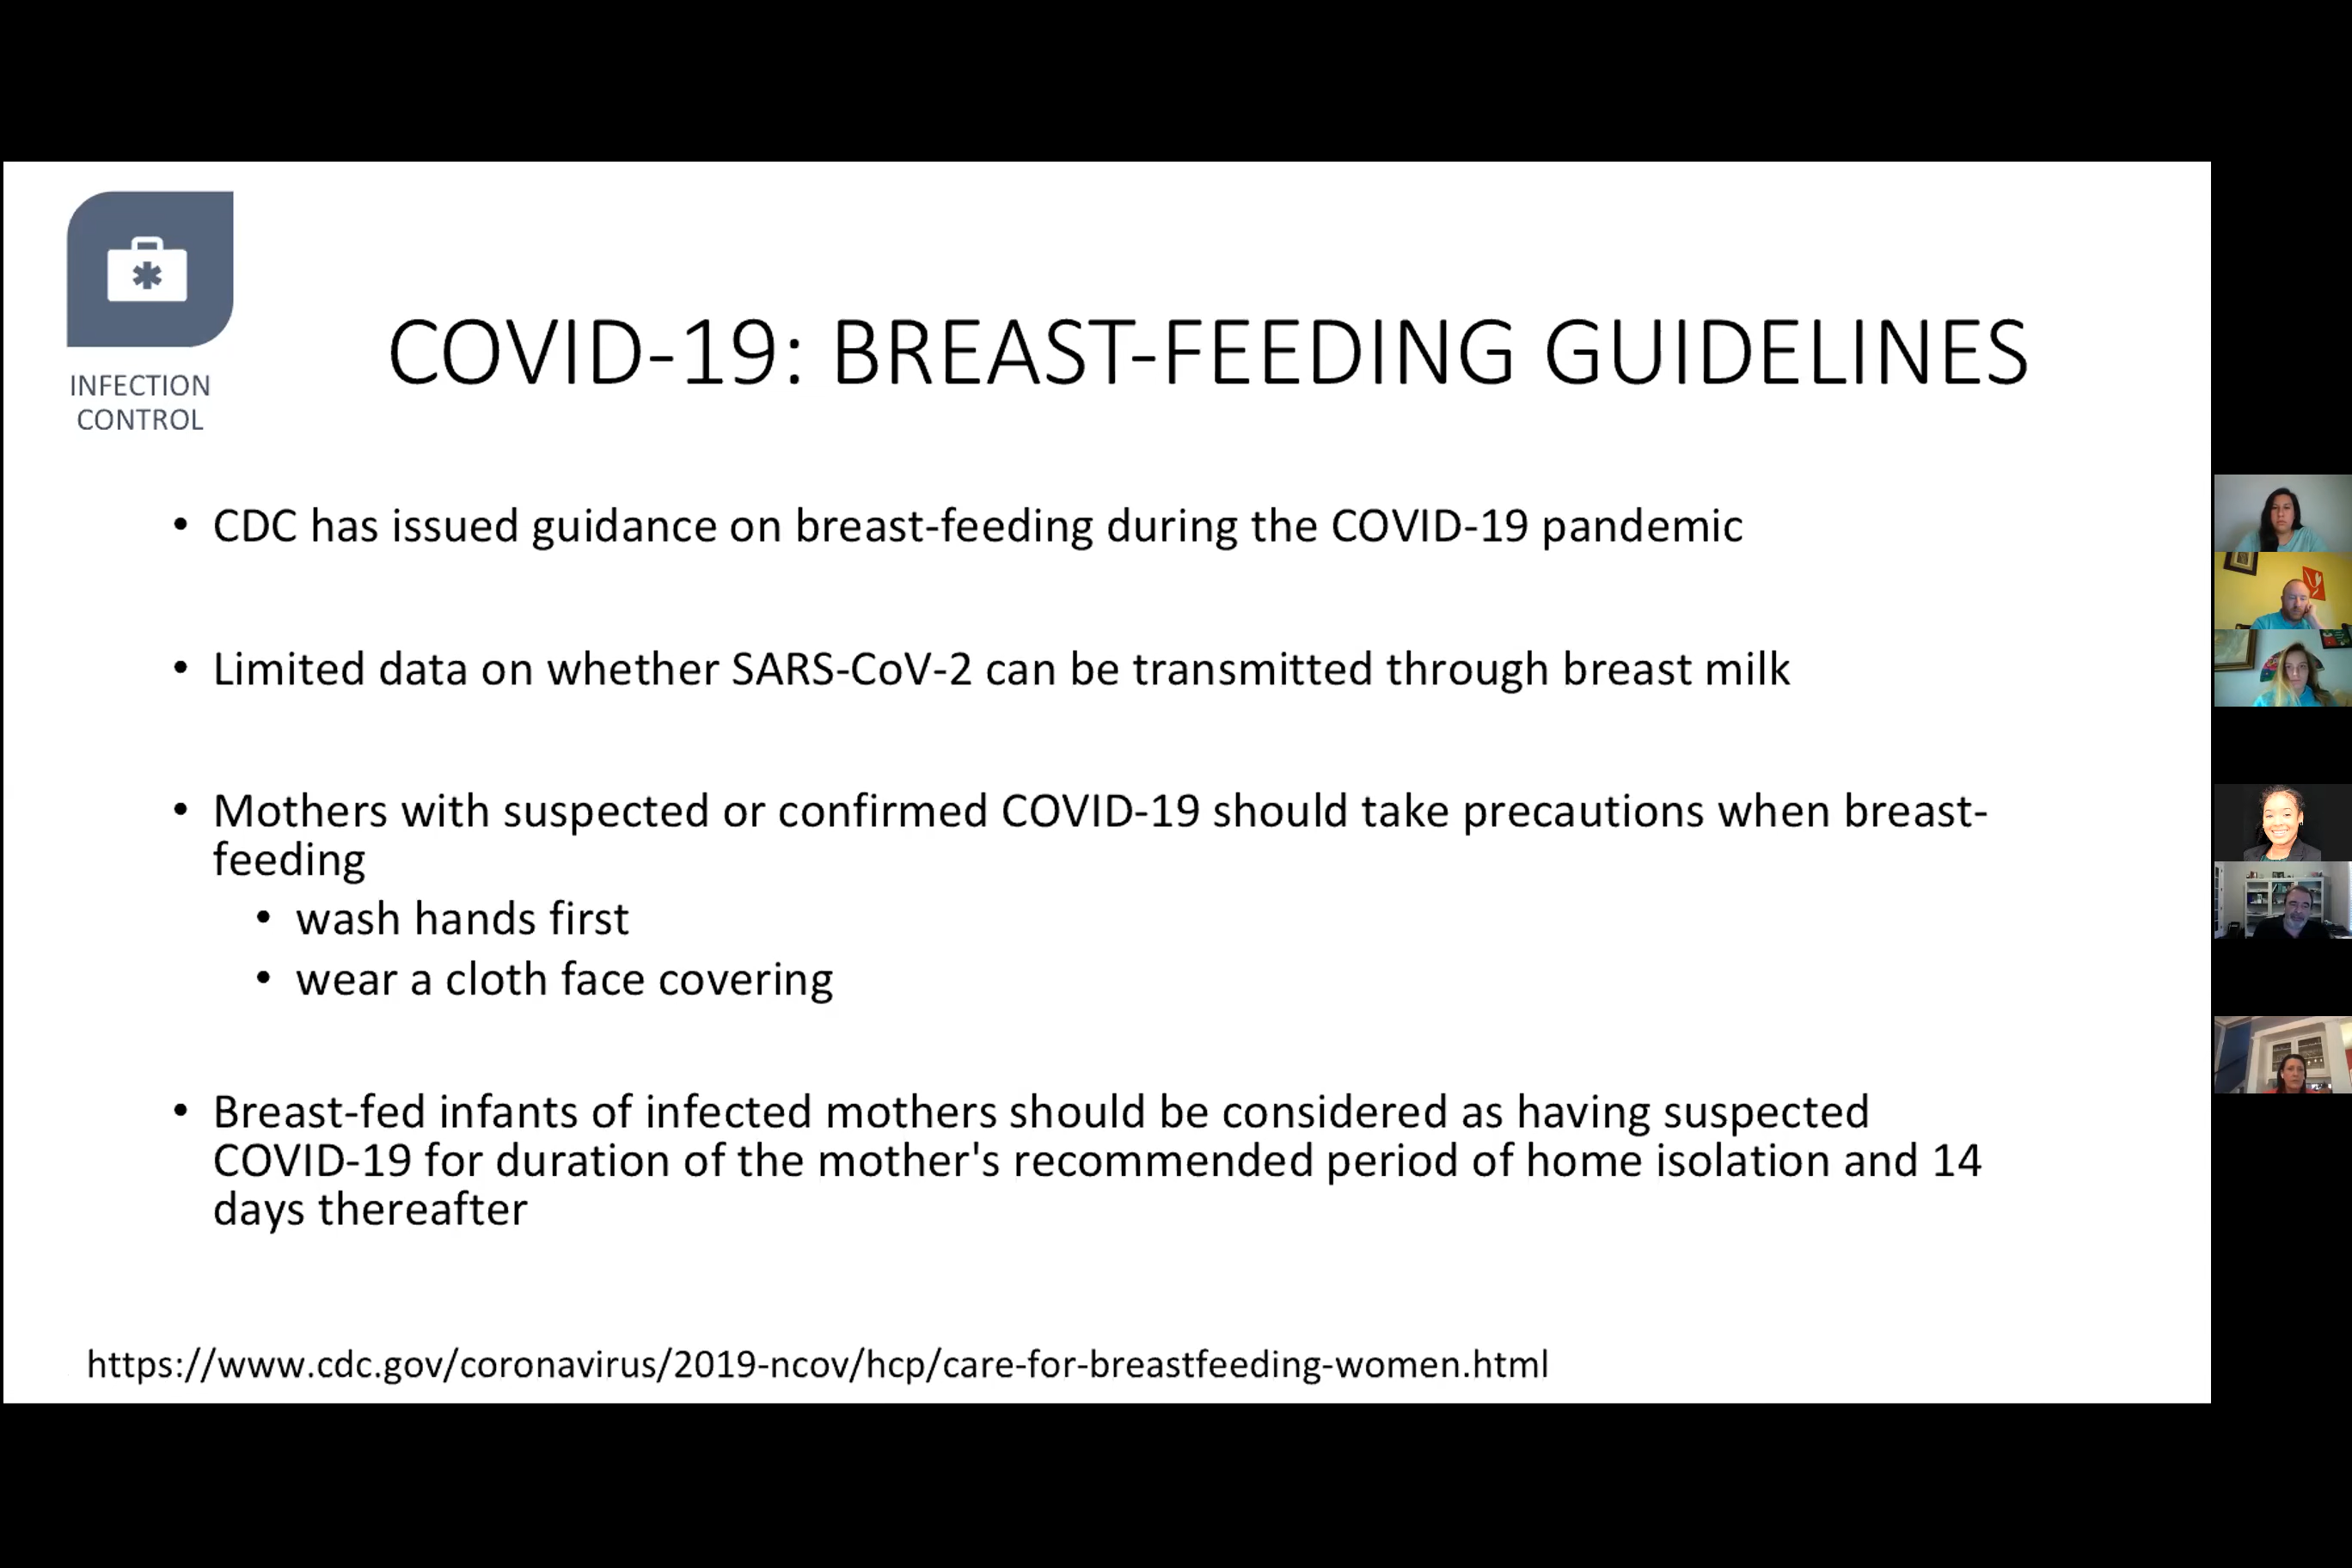 INFECTION
CONTROL
COVID-19: BREAST-FEEDING GUIDELINES
• CDC has issued guidance on breast-feeding during the COVID-19 pandemic
• Limited data on whether SARS-CoV-2 can be transmitted through breast milk
• Mothers with suspected or confirmed COVID-19 should take precautions when breast-
feeding
• wash hands first
• wear a cloth face covering
• Breast-fed infants of infected mothers should be considered as having suspected
COVID-19 for duration of the mother's recommended period of home isolation and 14
days thereafter
https://www.cdc.gov/coronavirus/2019-ncov/hcp/care-for-breastfeeding-women.html